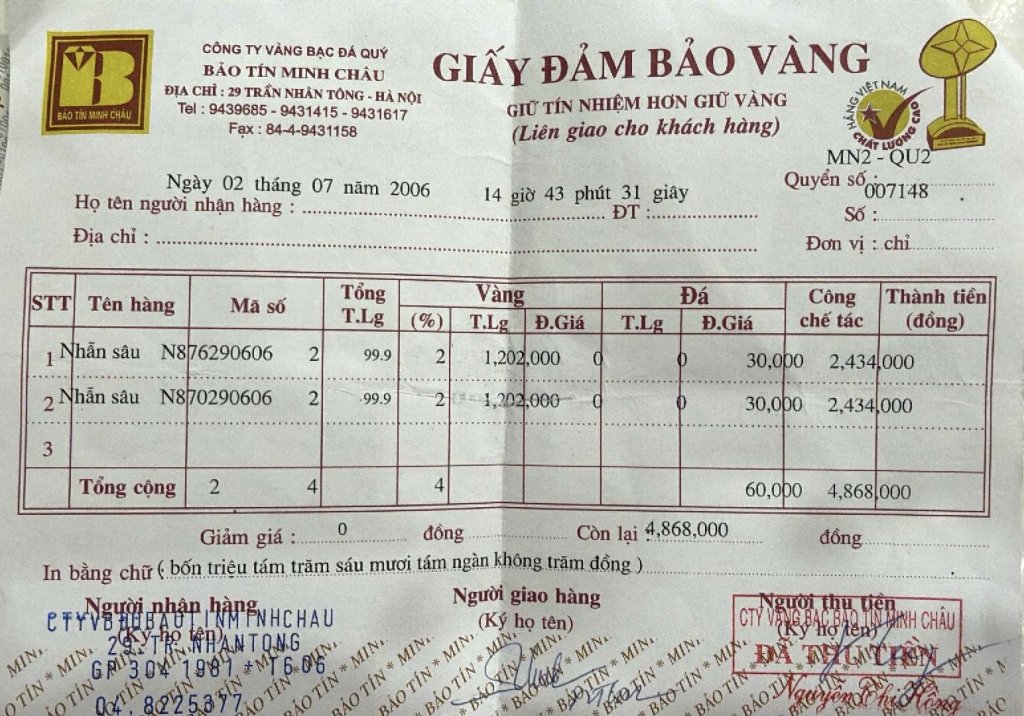 CÔNG TY VÀNG BẠC ĐÁ QUÝ
BẢO TÍN MINH CHÂU
ĐỊA CHỈ : 29 TRẦN NHÂN TÔNG - HÀ NỘI
Tel : 9439685 - 9431415 - 9431617
Fax : 84-4-9431158
BẢO TÍN MINH CHÂU
GIẤY ĐẢM BẢO VÀNG
GIỮ TÍN NHIỆM HƠN GIỮ VÀNG
(Liên giao cho khách hàng)
HÀNG VIỆT NAM
CHẤT LƯỢNG CAO
MN2 - QU2
Quyển số :
007148
Số :
Đơn vị : chỉ
Ngày 02 tháng 07 năm 2006 14 giờ 43 phút 31 giây
Họ tên người nhận hàng : ĐT :
Địa chỉ :
STT Tên hàng Mã số Tổng T.Lg Vàng Đá Công chế tác Thành tiền (đồng)
(%) T.Lg Đ.Giá T.Lg Đ.Giá
1 Nhẫn sâu N876290606 2 99.9 2 1,202,000 0 0 30,000 2,434,000
2 Nhẫn sâu N870290606 2 99.9 2 1,202,000 0 0 30,000 2,434,000
3
Tổng cộng 2 4 4 60,000 4,868,000
Giảm giá : 0 đồng Còn lại : 4,868,000 đồng
In bằng chữ ( bốn triệu tám trăm sáu mươi tám ngàn không trăm đồng )
Người nhận hàng Người giao hàng Người thu tiền
(Ký họ tên) (Ký họ tên) (Ký họ tên)
CTYVBĐQBAOTINMINHCHAU
29.TR.NHANTONG
GP 304 1981 + T6.06
04.8225377
CTY VÀNG BẠC BẢO TÍN MINH CHÂU
ĐÃ THU TIỀN
Nguyễn Thị Hồng
BẢO TÍN * MINH